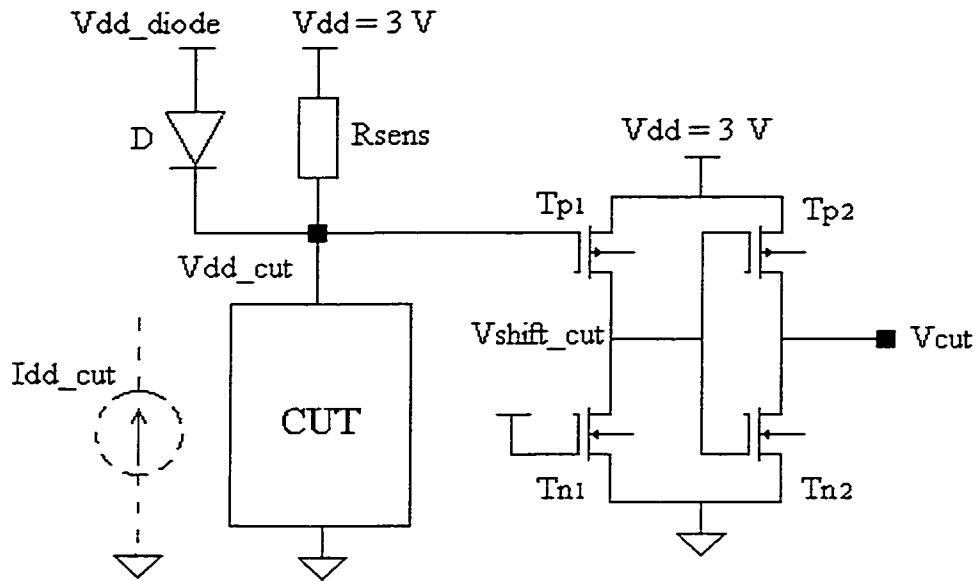 Vdd_diode
Vdd = 3 V
D
Rsens
Vdd = 3 V
Tp1
Tp2
Vdd_cut
Vshift_cut
Vcut
Idd_cut
CUT
Tn1
Tn2